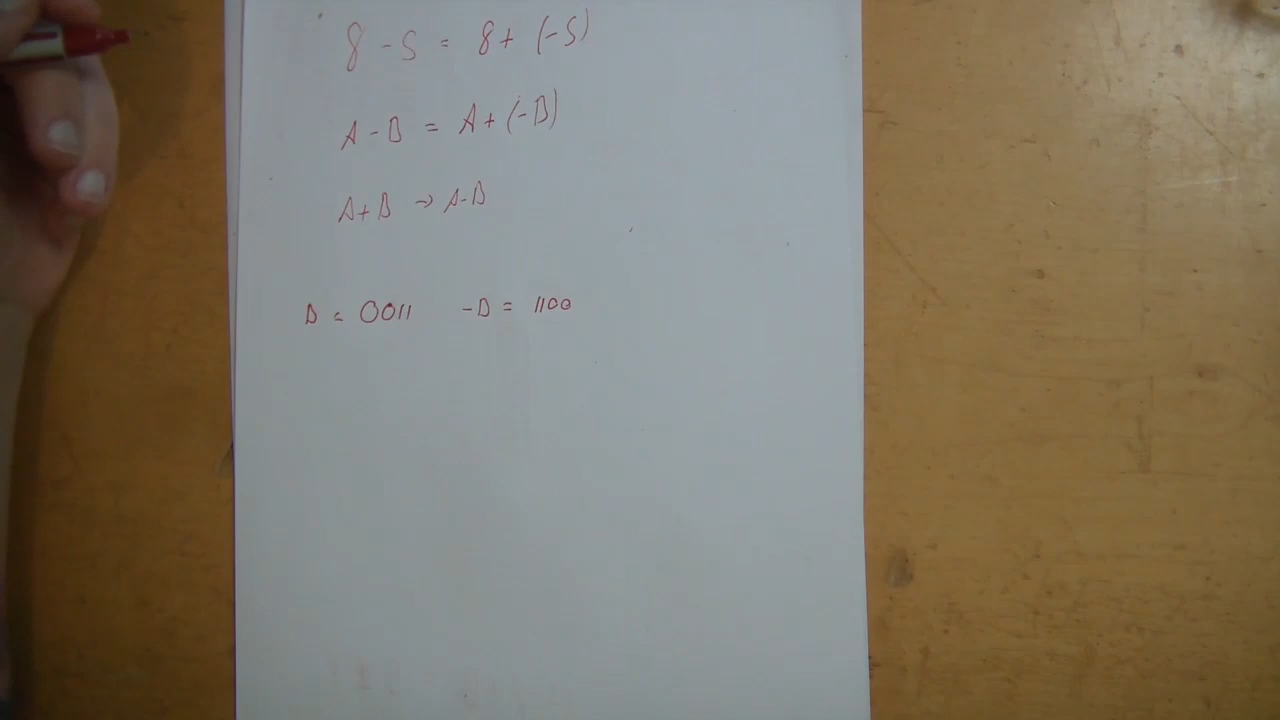 8 - 5 = 8 + (-5)
A - B = A + (-B)
A + B → A - B
B = 0011 -B = 1100